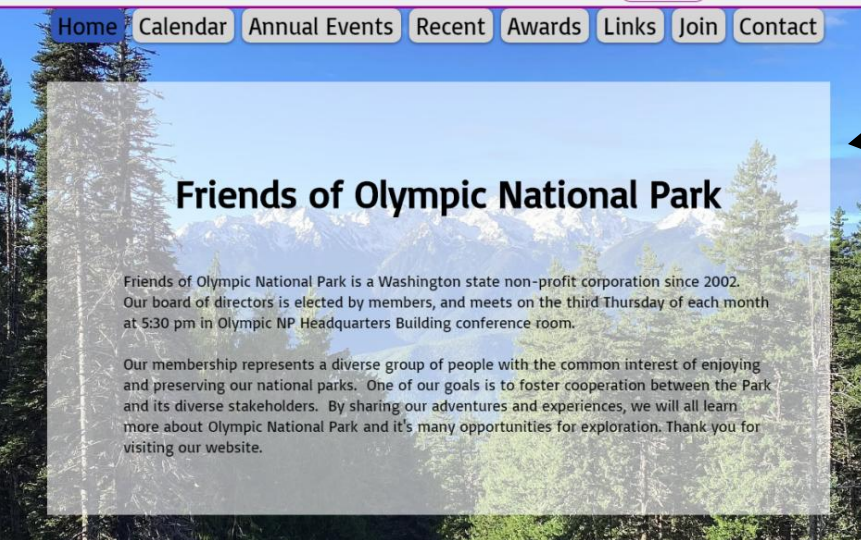 Home Calendar Annual Events Recent Awards Links Join Contact
Friends of Olympic National Park
Friends of Olympic National Park is a Washington state non-profit corporation since 2002.
Our board of directors is elected by members, and meets on the third Thursday of each month
at 5:30 pm in Olympic NP Headquarters Building conference room.
Our membership represents a diverse group of people with the common interest of enjoying
and preserving our national parks.  One of our goals is to foster cooperation between the Park
and its diverse stakeholders.  By sharing our adventures and experiences, we will all learn
more about Olympic National Park and it's many opportunities for exploration. Thank you for
visiting our website.